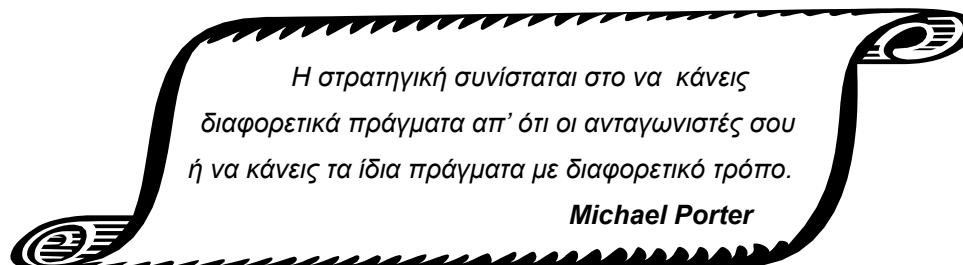 Η στρατηγική συνίσταται στο να κάνεις
διαφορετικά πράγματα απ’ ότι οι ανταγωνιστές σου
ή να κάνεις τα ίδια πράγματα με διαφορετικό τρόπο.
Michael Porter